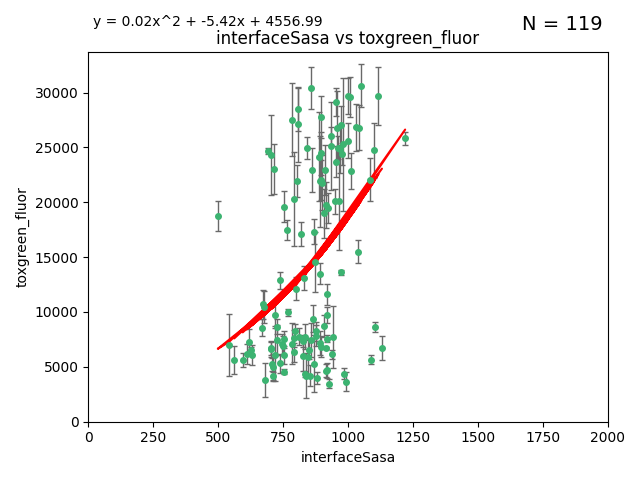 y = 0.02x^2 + -5.42x + 4556.99
N = 119
interfaceSasa vs toxgreen_fluor
toxgreen_fluor
30000
25000
20000
15000
10000
5000
0
0 250 500 750 1000 1250 1500 1750 2000
interfaceSasa